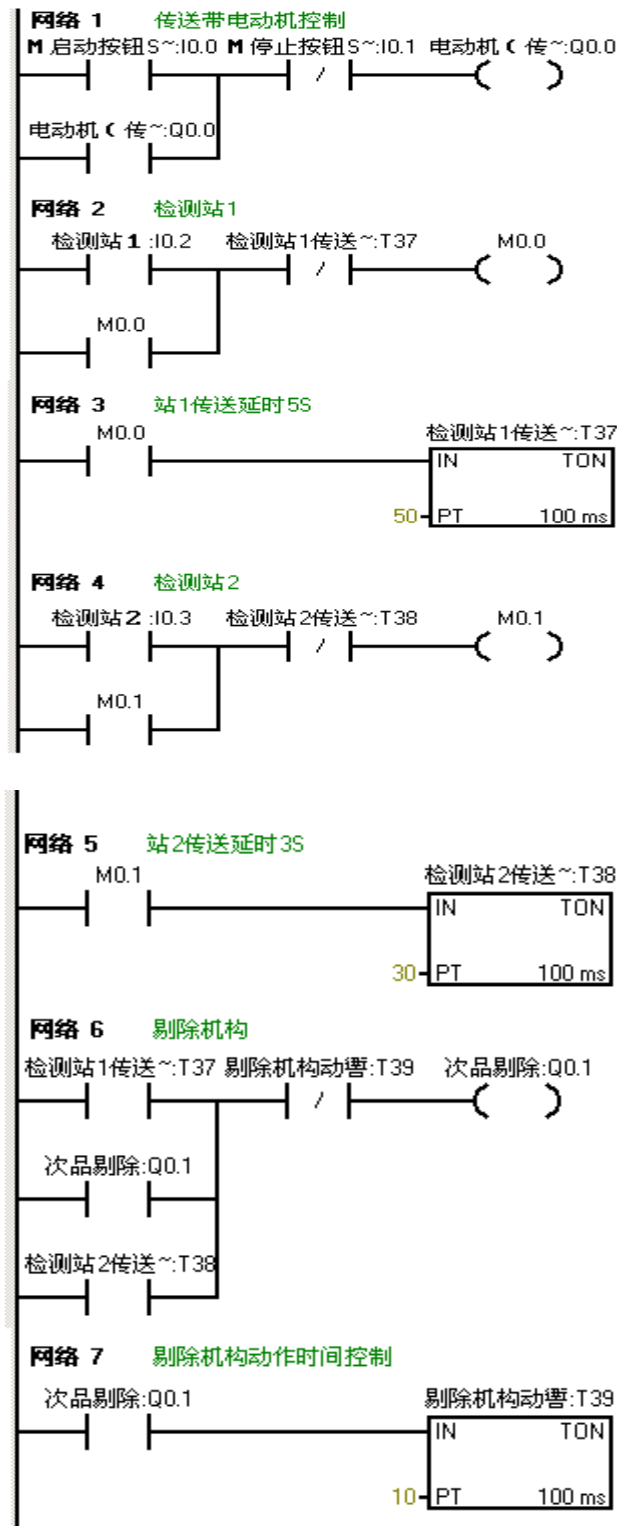 网络 1 传送带电动机控制
M 启动按钮S~:I0.0 M 停止按钮S~:I0.1 电动机(传~:Q0.0
/
电动机(传~:Q0.0
网络 2 检测站1
检测站1:I0.2 检测站1传送~:T37 M0.0
/
M0.0
网络 3 站1传送延时5S
M0.0 检测站1传送~:T37
IN TON
50 PT 100 ms
网络 4 检测站2
检测站2:I0.3 检测站2传送~:T38 M0.1
/
M0.1
网络 5 站2传送延时3S
M0.1 检测站2传送~:T38
IN TON
30 PT 100 ms
网络 6 剔除机构
检测站1传送~:T37 剔除机构动:T39 次品剔除:Q0.1
/
次品剔除:Q0.1
检测站2传送~:T38
网络 7 剔除机构动作时间控制
次品剔除:Q0.1 剔除机构动:T39
IN TON
10 PT 100 ms